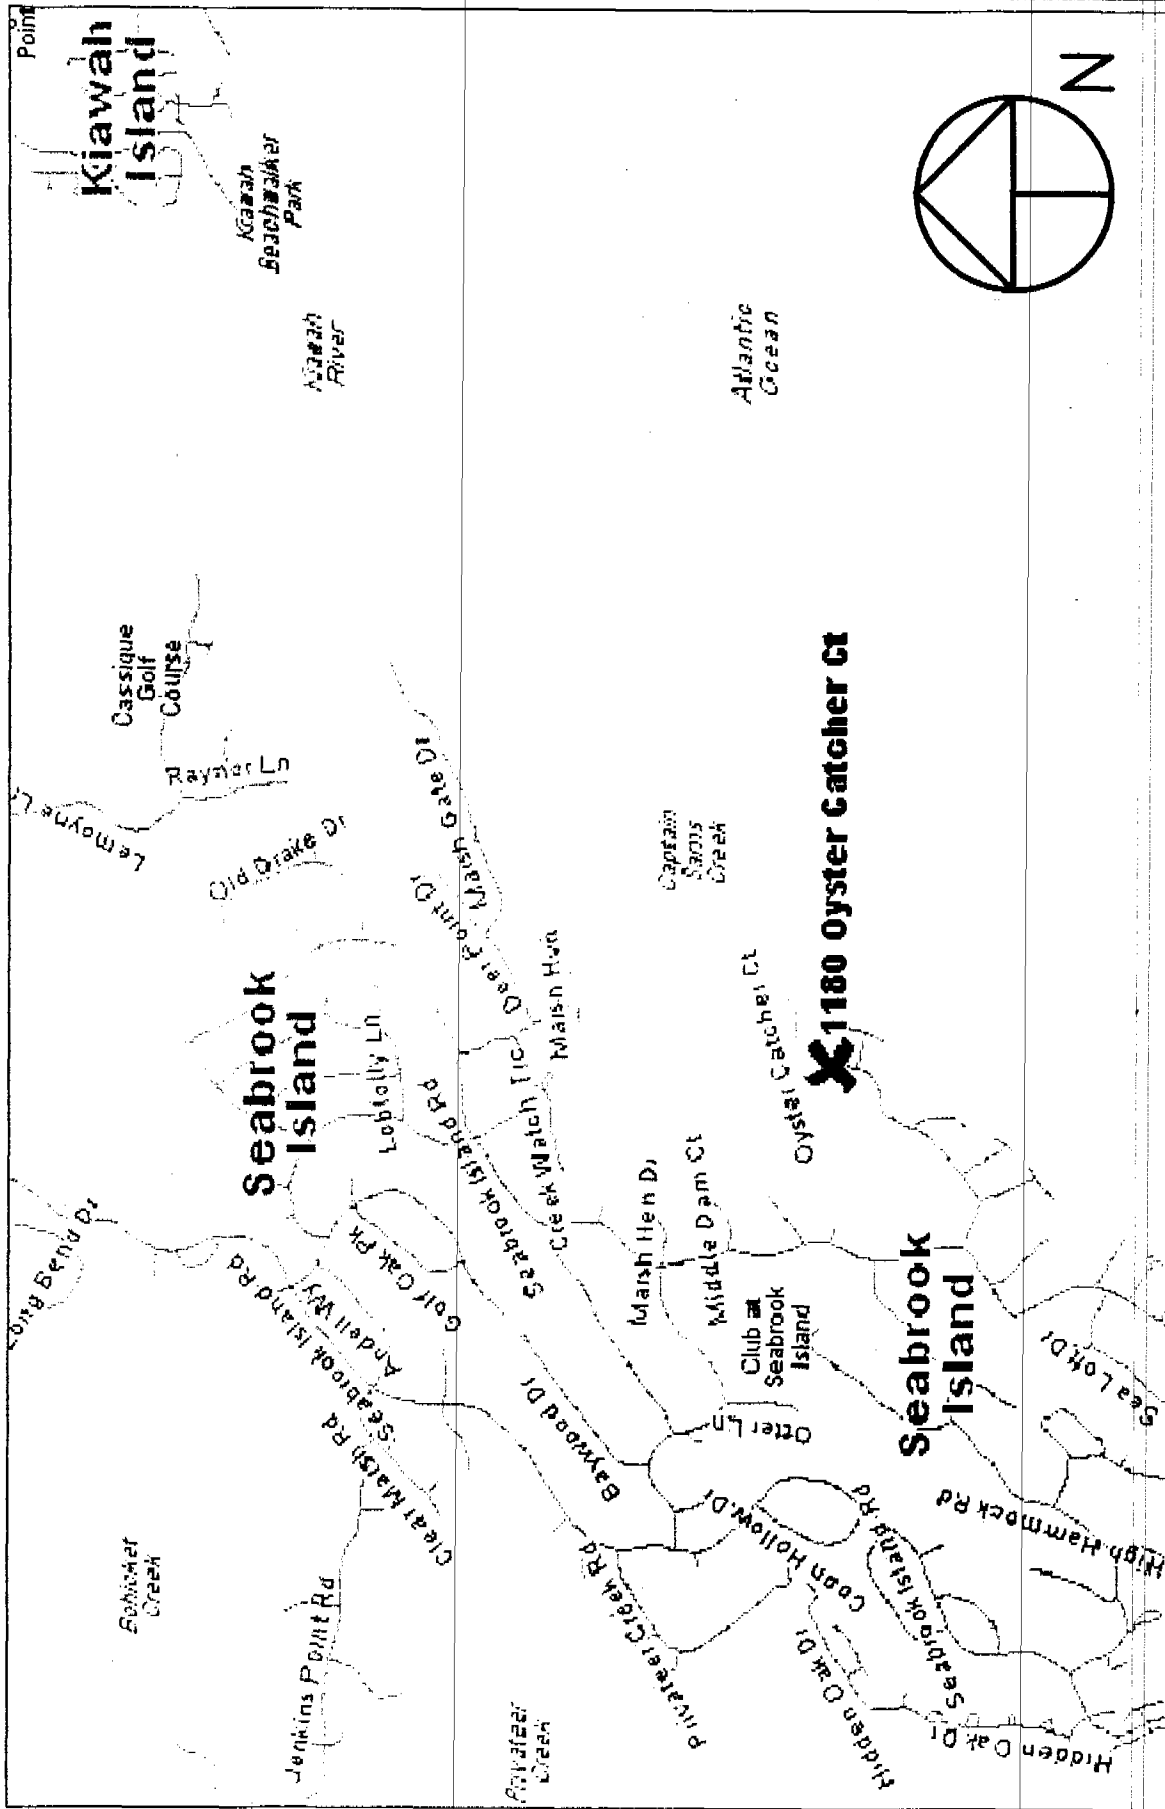 Point
Kiawah
Island
Kiawah
Beachwalker
Park
Kiawah
River
Atlantic
Ocean
N
Cassique
Golf
Course
Raynor Ln
Lemoyne Ln
Old Drake Dr
Marsh Gate Dr
Deer Point Dr
Marsh Hvn
Captain
Sams
Creek
Oyster Catcher Ct
1180 Oyster Catcher Ct
Seabrook
Island
Loblolly Ln
Seabrook Island Rd
Creek Watch Trc
Long Bend Dr
Seabrook Island Rd
Andell Wy
Golf Oak Pk
Clear Marsh Rd
Baywood Dr
Marsh Hen Dr
Middle Dam Ct
Club at
Seabrook
Island
Otter Ln
Seabrook
Island
Sea Loft Dr
High Hammock Rd
Seabrook Island Rd
Coon Hollow Dr
Privateer Creek Rd
Hidden Oak Dr
Hidden Oak Dr
Jenkins Point Rd
Bohicket
Creek
Privateer
Creek